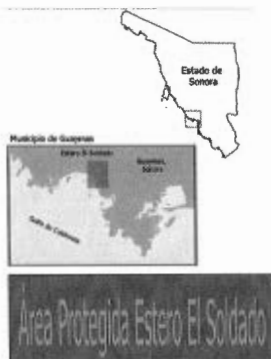 Estado de
Sonora
Municipio de Guaymas
Estero El Soldado
Guaymas,
Sonora
Golfo de California
Área Protegida Estero El Soldado